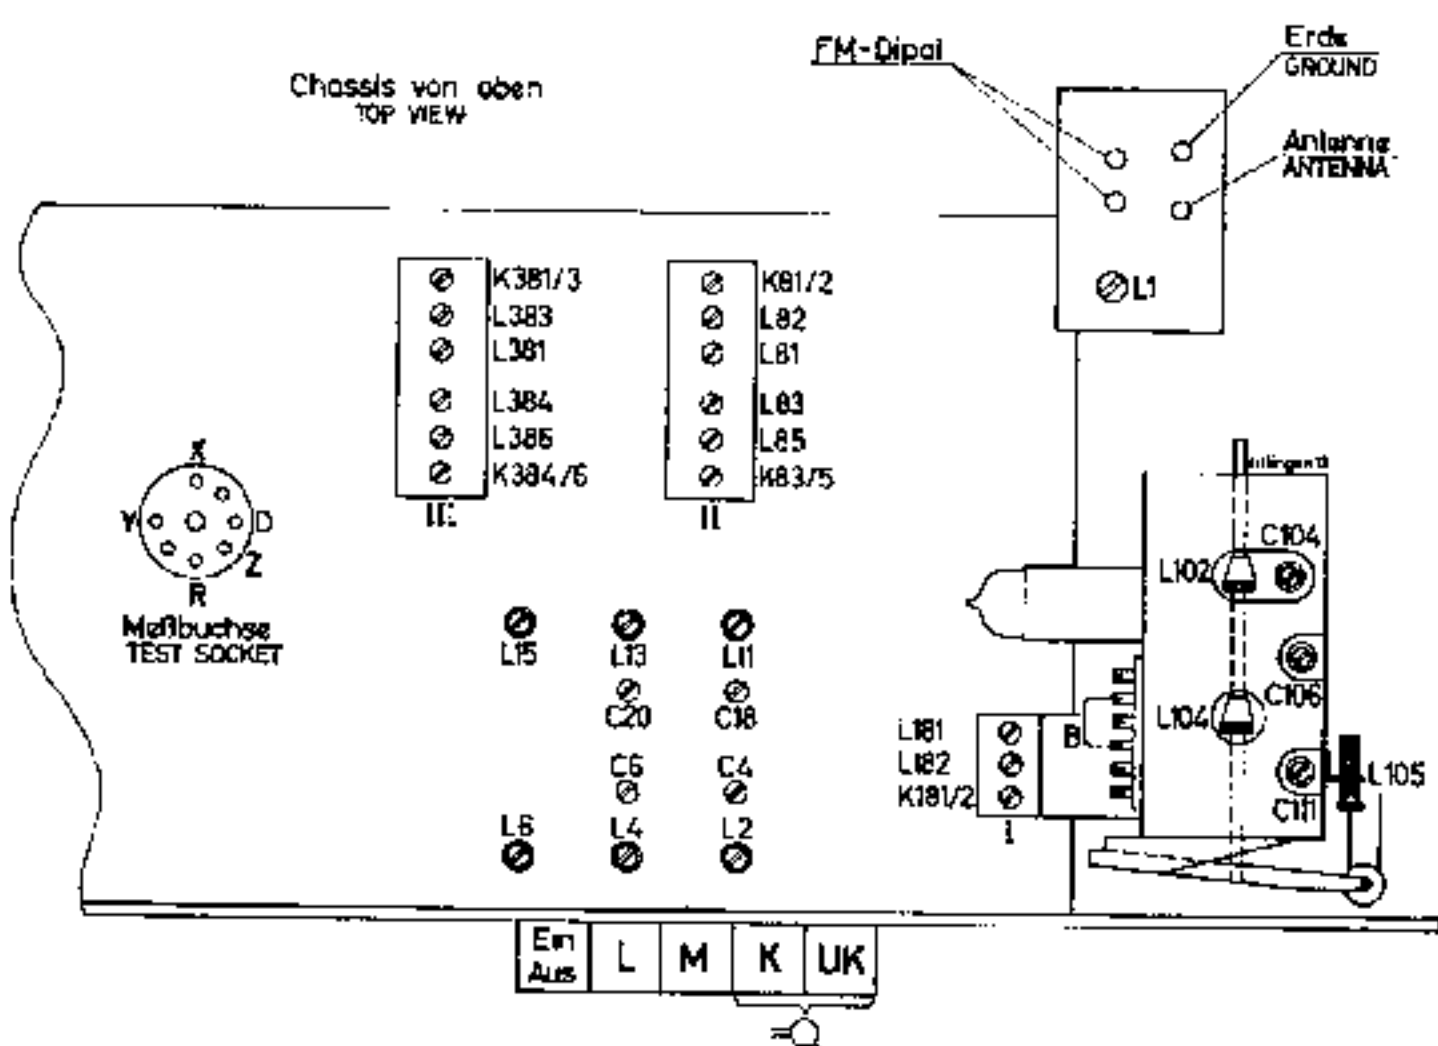 Chassis von oben
TOP VIEW
FM-Dipol
Erde
GROUND
Antenne
ANTENNA
L1
K381/3
L383
L381
L384
L386
K384/6
III
K81/2
L82
L81
L83
L85
K83/5
II
X
Y
D
Z
R
Meßbuchse
TEST SOCKET
L15
L13
L11
C20
C18
C6
C4
L6
L4
L2
L181
L182
K181/2
I
B
C104
L102
C106
L104
L105
C111
Ein
Aus
L
M
K
UK